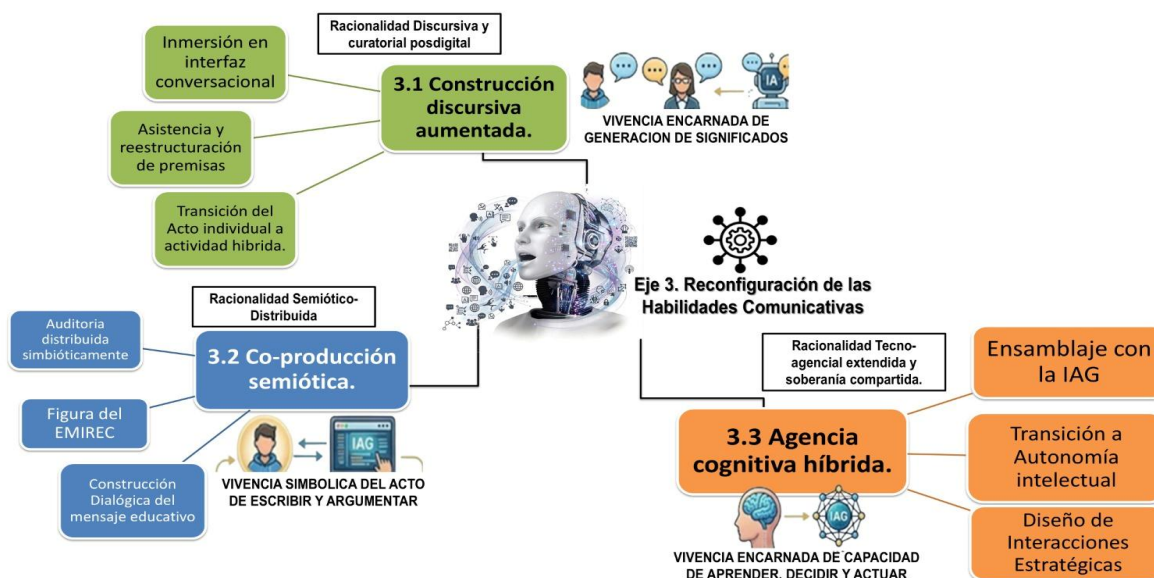 Racionalidad Discursiva y
curatorial posdigital
Inmersión en
interfaz
conversacional
3.1 Construcción
discursiva
aumentada.
IA
VIVENCIA ENCARNADA DE
GENERACION DE SIGNIFICADOS
Asistencia y
reestructuración
de premisas
Transición del
Acto individual a
actividad hibrida.
Eje 3. Reconfiguración de las
Habilidades Comunicativas
Racionalidad Semiótico-
Distribuida
Auditoria
distribuida
simbióticamente
3.2 Co-producción
semiótica.
Figura del
EMIREC
IAG
Construcción
Dialógica del
mensaje educativo
VIVENCIA SIMBOLICA DEL ACTO
DE ESCRIBIR Y ARGUMENTAR
Racionalidad Tecno-
agencial extendida y
soberanía compartida.
Ensamblaje con
la IAG
3.3 Agencia
cognitiva híbrida.
Transición a
Autonomía
intelectual
IAG
Diseño de
Interacciones
Estratégicas
VIVENCIA ENCARNADA DE CAPACIDAD
DE APRENDER, DECIDIR Y ACTUAR